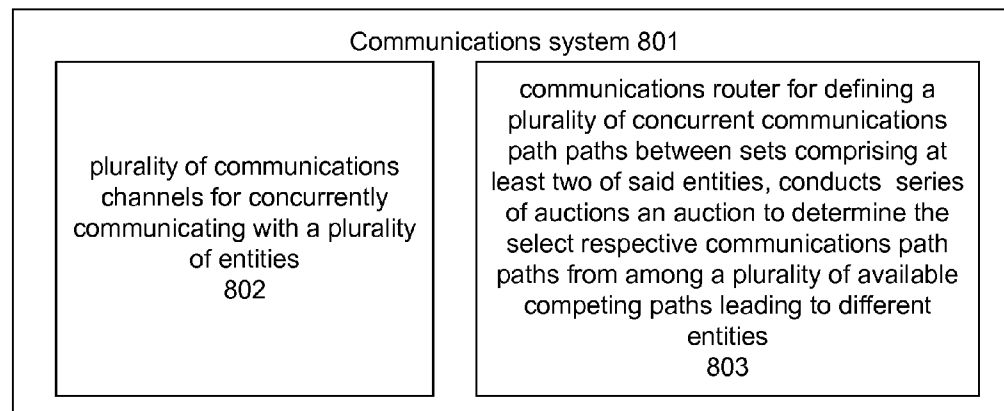 Communications system 801
plurality of communications
channels for concurrently
communicating with a plurality
of entities
802
communications router for defining a
plurality of concurrent communications
path paths between sets comprising at
least two of said entities, conducts series
of auctions an auction to determine the
select respective communications path
paths from among a plurality of available
competing paths leading to different
entities
803